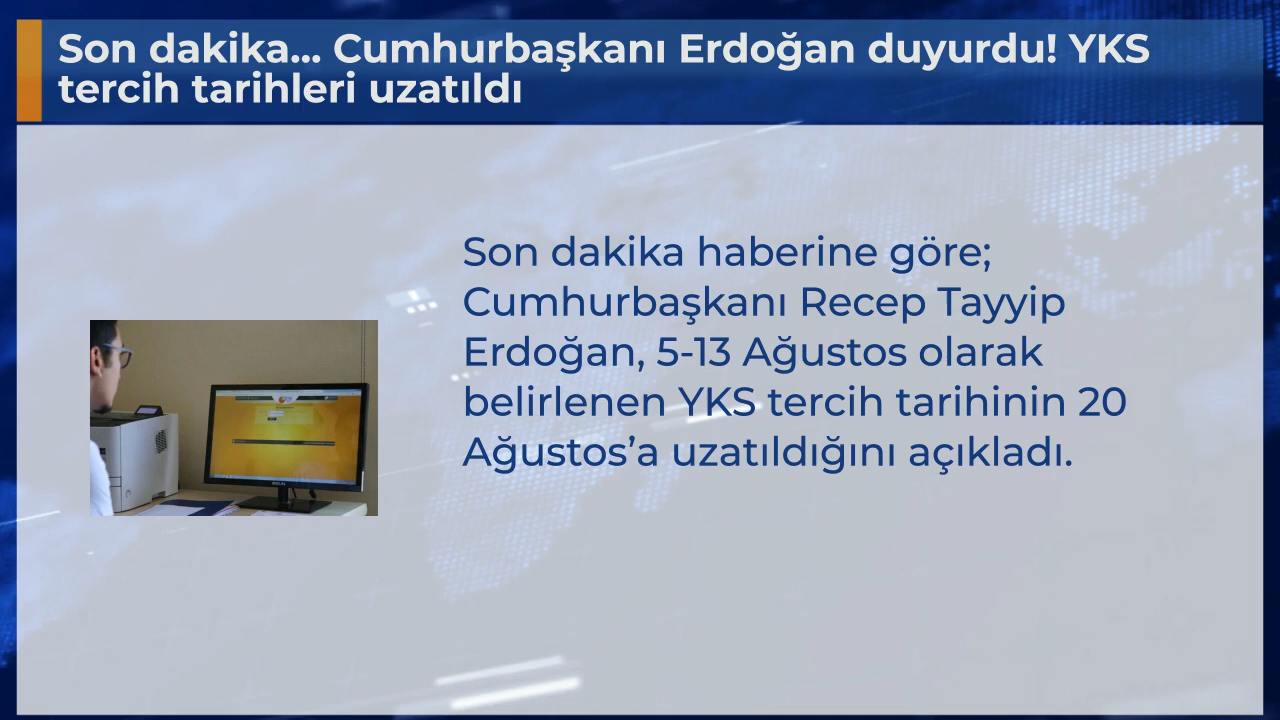 Son dakika... Cumhurbaşkanı Erdoğan duyurdu! YKS
tercih tarihleri uzatıldı
Son dakika haberine göre;
Cumhurbaşkanı Recep Tayyip
Erdoğan, 5-13 Ağustos olarak
belirlenen YKS tercih tarihinin 20
Ağustos’a uzatıldığını açıkladı.